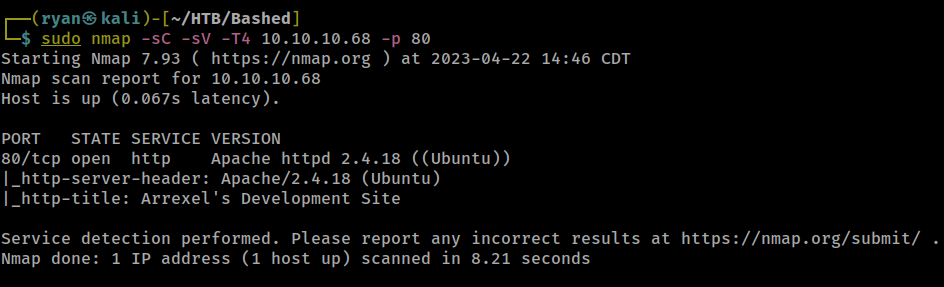 ┌──(ryan㉿kali)-[~/HTB/Bashed]
└─$ sudo nmap -sC -sV -T4 10.10.10.68 -p 80
Starting Nmap 7.93 ( https://nmap.org ) at 2023-04-22 14:46 CDT
Nmap scan report for 10.10.10.68
Host is up (0.067s latency).

PORT   STATE SERVICE VERSION
80/tcp open  http    Apache httpd 2.4.18 ((Ubuntu))
|_http-server-header: Apache/2.4.18 (Ubuntu)
|_http-title: Arrexel's Development Site

Service detection performed. Please report any incorrect results at https://nmap.org/submit/ .
Nmap done: 1 IP address (1 host up) scanned in 8.21 seconds